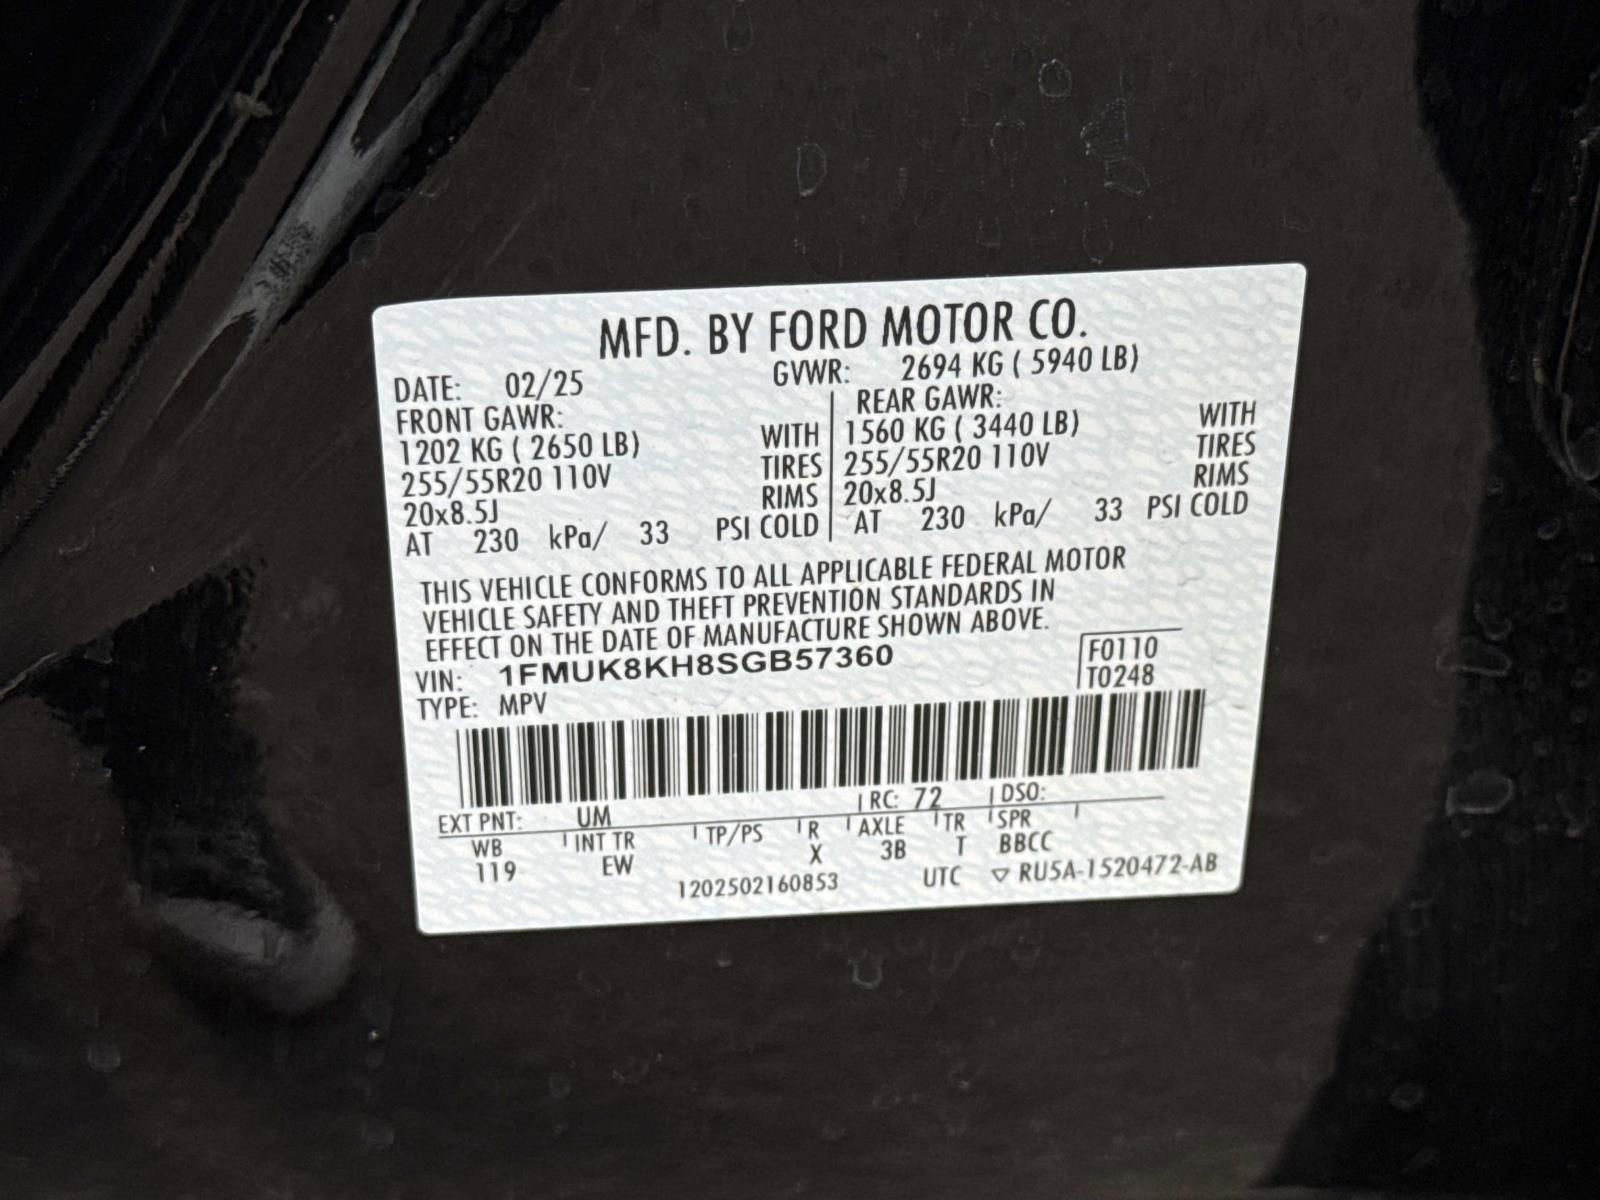 MFD. BY FORD MOTOR CO.
DATE: 02/25 GVWR: 2694 KG ( 5940 LB)
FRONT GAWR: REAR GAWR:
1202 KG ( 2650 LB) WITH 1560 KG ( 3440 LB) WITH
255/55R20 110V TIRES 255/55R20 110V TIRES
20x8.5J RIMS 20x8.5J RIMS
AT 230 kPa/ 33 PSI COLD AT 230 kPa/ 33 PSI COLD
THIS VEHICLE CONFORMS TO ALL APPLICABLE FEDERAL MOTOR
VEHICLE SAFETY AND THEFT PREVENTION STANDARDS IN
EFFECT ON THE DATE OF MANUFACTURE SHOWN ABOVE.
VIN: 1FMUK8KH8SGB57360 F0110
TYPE: MPV T0248
EXT PNT: UM RC: 72 DSO:
WB INT TR TP/PS R AXLE TR SPR
119 EW X 3B T BBCC
1202502160853 UTC ▽ RU5A-1520472-AB